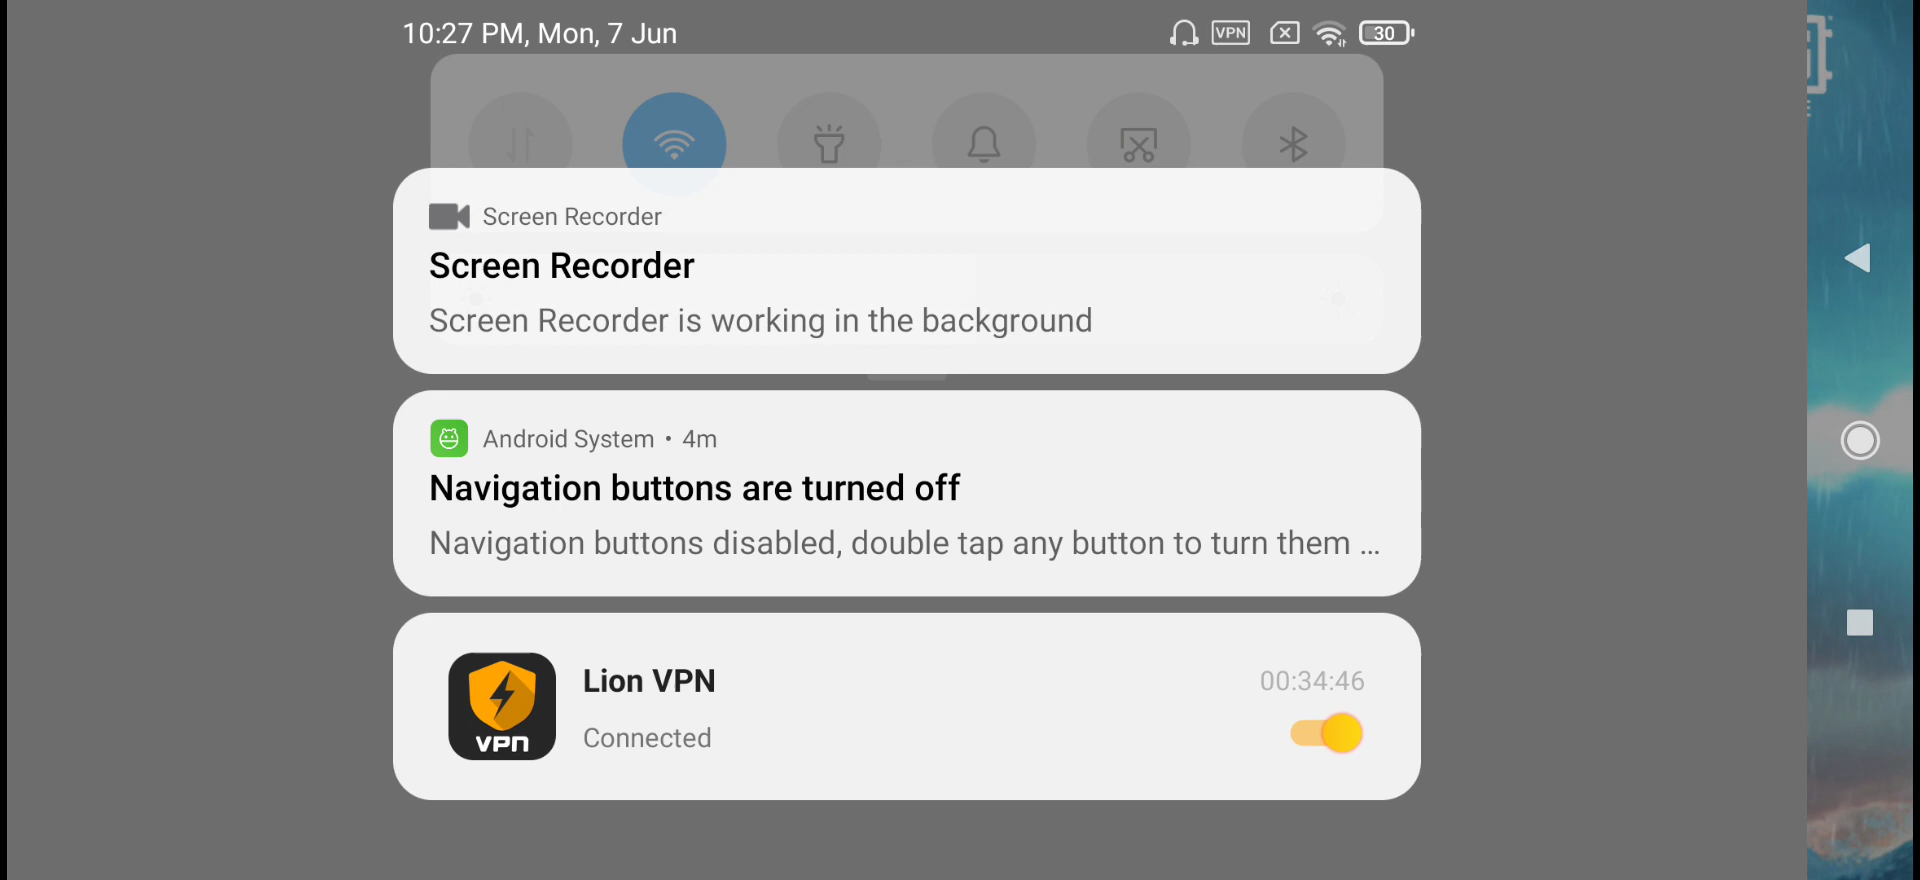 10:27 PM, Mon, 7 Jun
VPN
30
Screen Recorder
Screen Recorder
Screen Recorder is working in the background
Android System • 4m
Navigation buttons are turned off
Navigation buttons disabled, double tap any button to turn them ...
Lion VPN
00:34:46
VPN
Connected